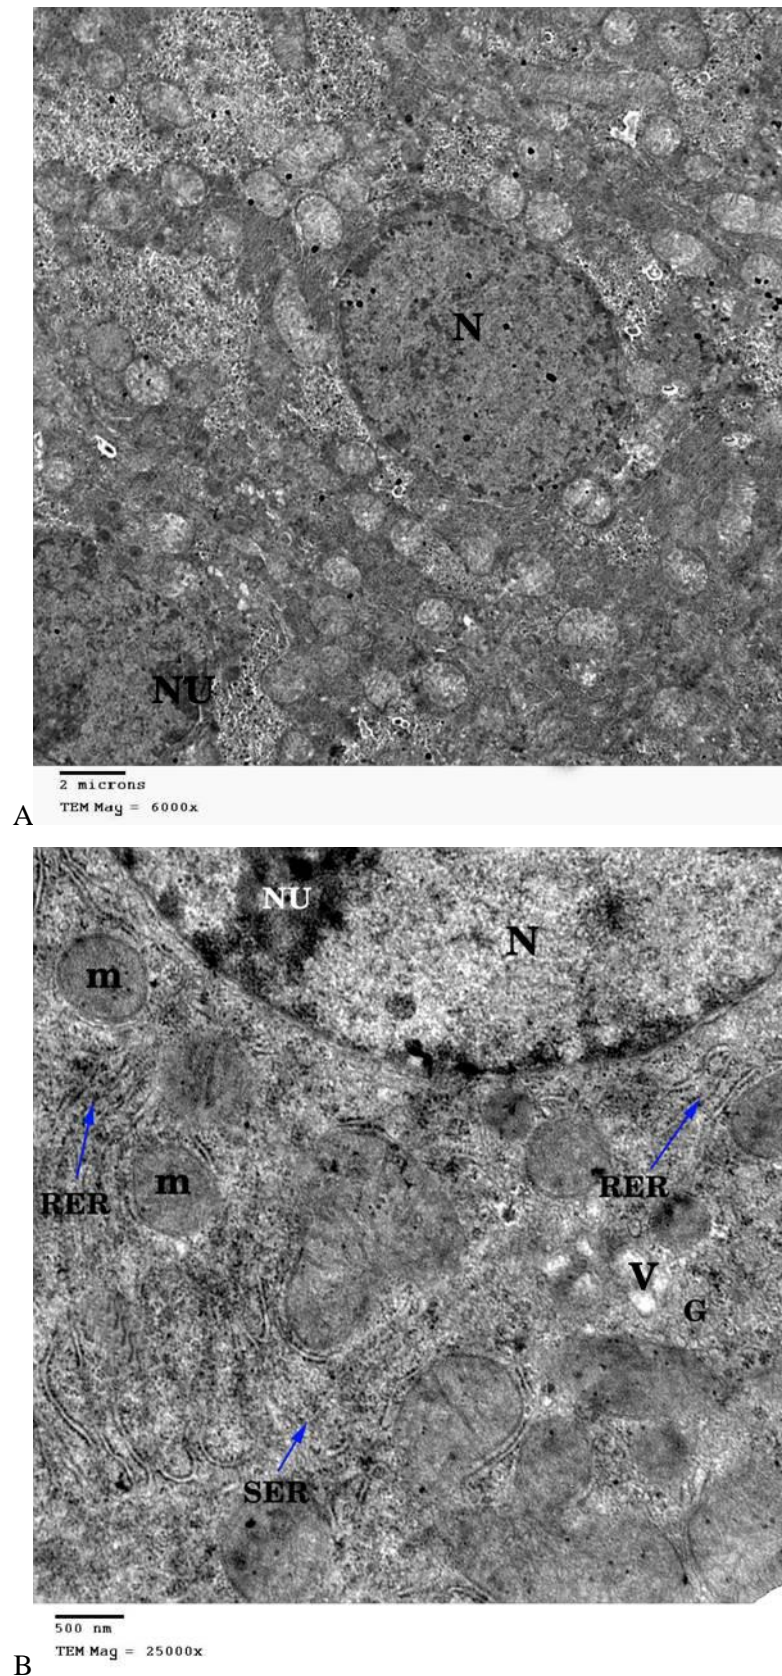 N
NU
2 microns
TEM Mag = 6000x
A
NU
N
m
m
RER
RER
V
G
SER
500 nm
TEM Mag = 25000x
B